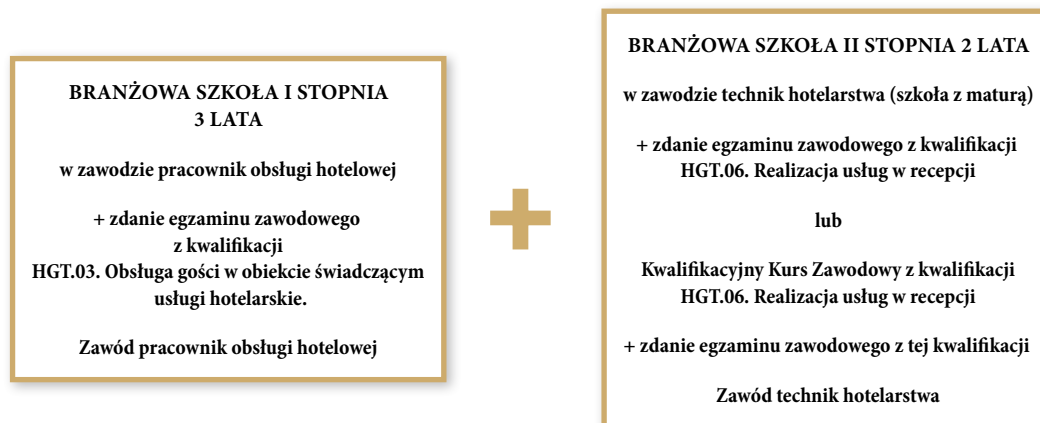 BRANŻOWA SZKOŁA I STOPNIA
3 LATA
w zawodzie pracownik obsługi hotelowej
+ zdanie egzaminu zawodowego
z kwalifikacji
HGT.03. Obsługa gości w obiekcie świadczącym
usługi hotelarskie.
Zawód pracownik obsługi hotelowej
+
BRANŻOWA SZKOŁA II STOPNIA 2 LATA
w zawodzie technik hotelarstwa (szkoła z maturą)
+ zdanie egzaminu zawodowego z kwalifikacji
HGT.06. Realizacja usług w recepcji
lub
Kwalifikacyjny Kurs Zawodowy z kwalifikacji
HGT.06. Realizacja usług w recepcji
+ zdanie egzaminu zawodowego z tej kwalifikacji
Zawód technik hotelarstwa